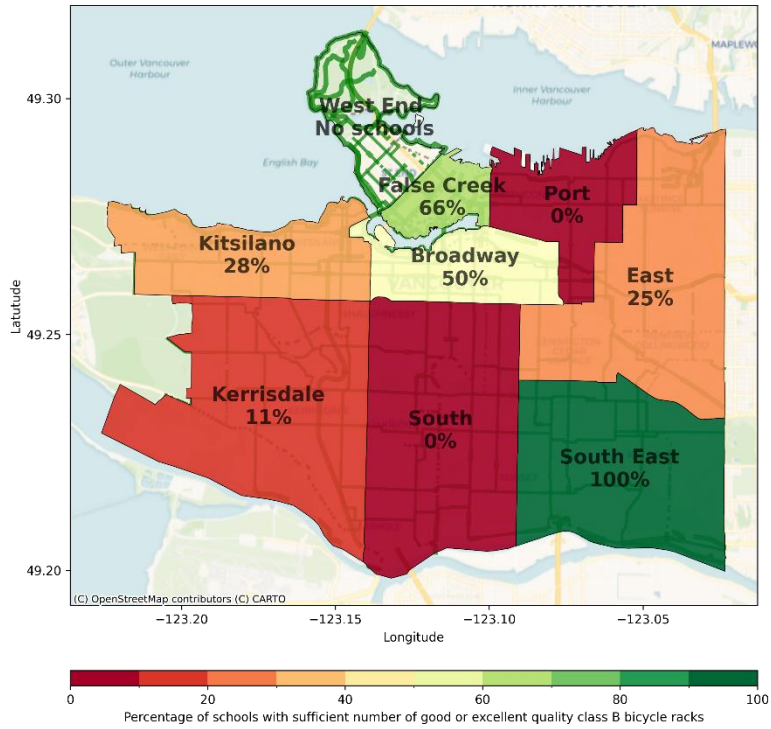 MAPLEW
Outer Vancouver
Harbour
49.30
Inner Vancouver
Harbour
West End
No schools
English Bay
False Creek
66%
Port
0%
Kitsilano
28%
Broadway
50%
East
25%
VANCOUVER
Latutude
49.25
Kerrisdale
11%
South
0%
South East
100%
49.20
(C) OpenStreetMap contributors (C) CARTO
−123.20
−123.15
−123.10
−123.05
Longitude
0
20
40
60
80
100
Percentage of schools with sufficient number of good or excellent quality class B bicycle racks